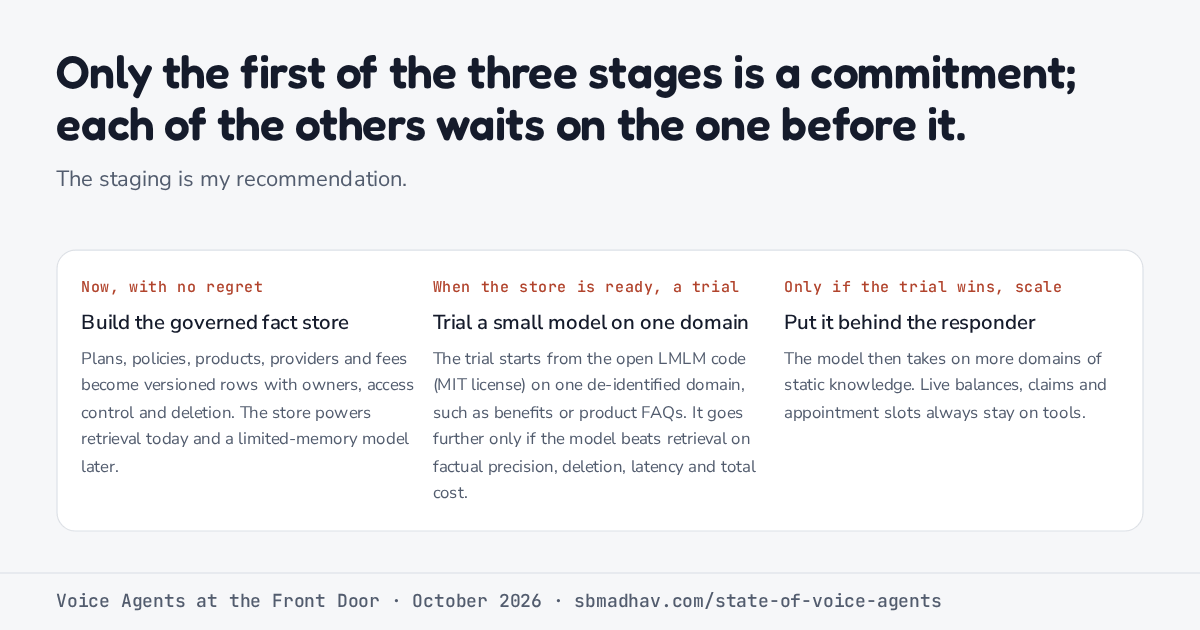 Only the first of the three stages is a commitment;
each of the others waits on the one before it.
The staging is my recommendation.
Now, with no regret
Build the governed fact store
Plans, policies, products, providers and fees
become versioned rows with owners, access
control and deletion. The store powers
retrieval today and a limited-memory model
later.
When the store is ready, a trial
Trial a small model on one domain
The trial starts from the open LMLM code
(MIT license) on one de-identified domain,
such as benefits or product FAQs. It goes
further only if the model beats retrieval on
factual precision, deletion, latency and total
cost.
Only if the trial wins, scale
Put it behind the responder
The model then takes on more domains of
static knowledge. Live balances, claims and
appointment slots always stay on tools.
Voice Agents at the Front Door · October 2026 · sbmadhav.com/state-of-voice-agents